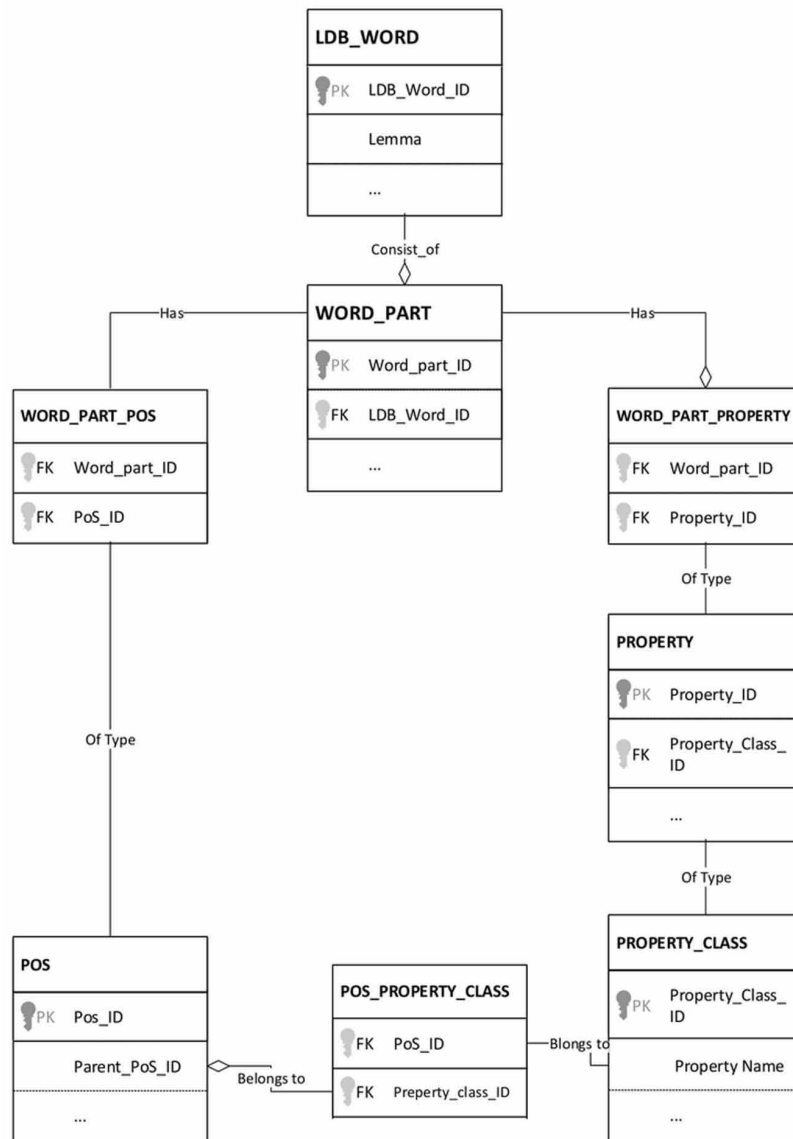 LDB_WORD
PK LDB_Word_ID
Lemma
...
Consist_of
Has
WORD_PART
Has
PK Word_part_ID
FK LDB_Word_ID
...
WORD_PART_POS
FK Word_part_ID
FK PoS_ID
WORD_PART_PROPERTY
FK Word_part_ID
FK Property_ID
Of Type
PROPERTY
PK Property_ID
FK Property_Class_
ID
...
Of Type
Of Type
POS
PK Pos_ID
Parent_PoS_ID
...
Belongs to
POS_PROPERTY_CLASS
FK PoS_ID
FK Preperty_class_ID
Blongs to
PROPERTY_CLASS
PK Property_Class_
ID
Property Name
...